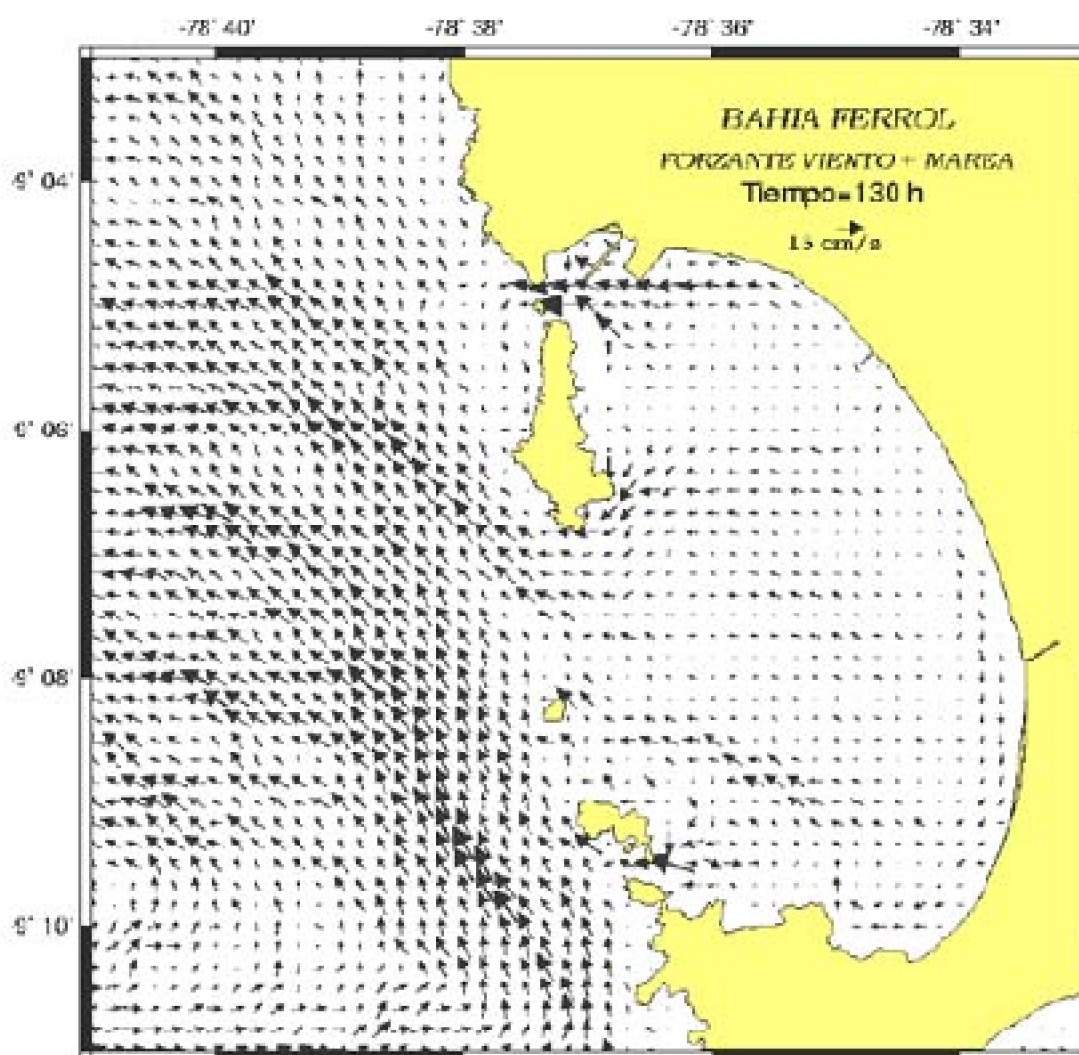 -78° 40' -78° 38' -78° 36' -78° 34'
BAHIA FERROL
FORZANTE VIENTO + MAREA
Tiempo=130 h
15 cm/s
9° 04'
9° 06'
9° 08'
9° 10'